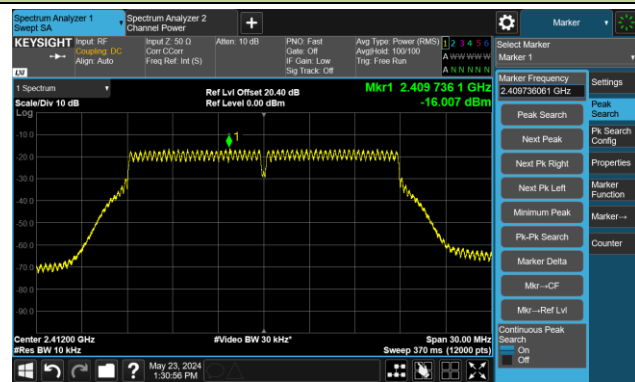 Spectrum Analyzer 1
Swept SA
Spectrum Analyzer 2
Channel Power
+
Marker
KEYSIGHT
Input: RF
Coupling: DC
Align: Auto
Input Z: 50 Ω
Corr CCorr
Freq Ref: Int (S)
Atten: 10 dB
PNO: Fast
Gate: Off
IF Gain: Low
Sig Track: Off
Avg Type: Power (RMS)
Avg|Hold: 100/100
Trig: Free Run
1 2 3 4 5 6
A W W W W W
A N N N N N
LXI
Select Marker
Marker 1
1 Spectrum
Scale/Div 10 dB
Log
Ref Lvl Offset 20.40 dB
Ref Level 0.00 dBm
Mkr1 2.409 736 1 GHz
-16.007 dBm
-10.0
-20.0
-30.0
-40.0
-50.0
-60.0
-70.0
-80.0
-90.0
1
Center 2.41200 GHz
#Res BW 10 kHz
#Video BW 30 kHz*
Span 30.00 MHz
Sweep 370 ms (12000 pts)
Marker Frequency
2.409736061 GHz
Peak Search
Next Peak
Next Pk Right
Next Pk Left
Minimum Peak
Pk-Pk Search
Marker Delta
Mkr→CF
Mkr→Ref Lvl
Continuous Peak
Search
On
Off
Settings
Peak
Search
Pk Search
Config
Properties
Marker
Function
Marker→
Counter
?
May 23, 2024
1:30:56 PM